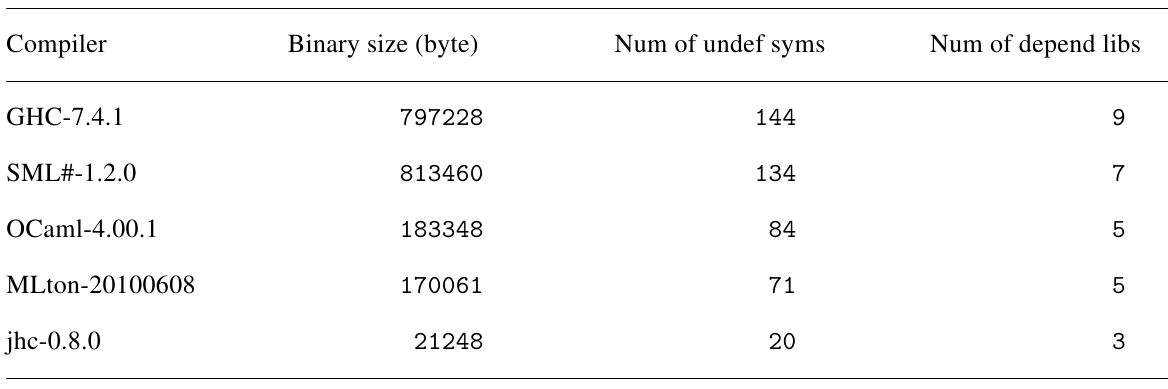 Compiler Binary size (byte) Num of undef syms Num of depend libs
GHC-7.4.1 797228 144 9
SML#-1.2.0 813460 134 7
OCaml-4.00.1 183348 84 5
MLton-20100608 170061 71 5
jhc-0.8.0 21248 20 3